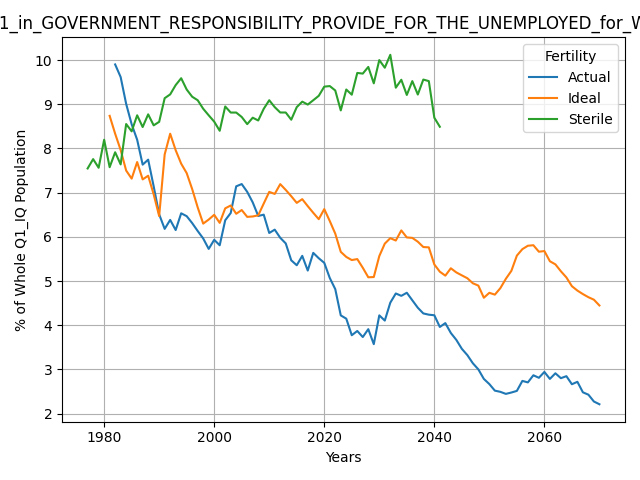 1_in_GOVERNMENT_RESPONSIBILITY_PROVIDE_FOR_THE_UNEMPLOYED_for_W
Fertility
Actual
Ideal
Sterile
% of Whole Q1_IQ Population
10
9
8
7
6
5
4
3
2
1980
2000
2020
2040
2060
Years